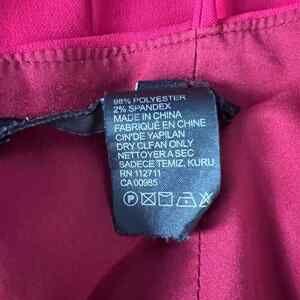 98% POLYESTER
2% SPANDEX
MADE IN CHINA
FABRIQUÉ EN CHINE
CIN'DE YAPILAN
DRY CLEAN ONLY
NETTOYER A SEC
SADECE TEMIZ, KURU
RN 112711
CA 00985
P